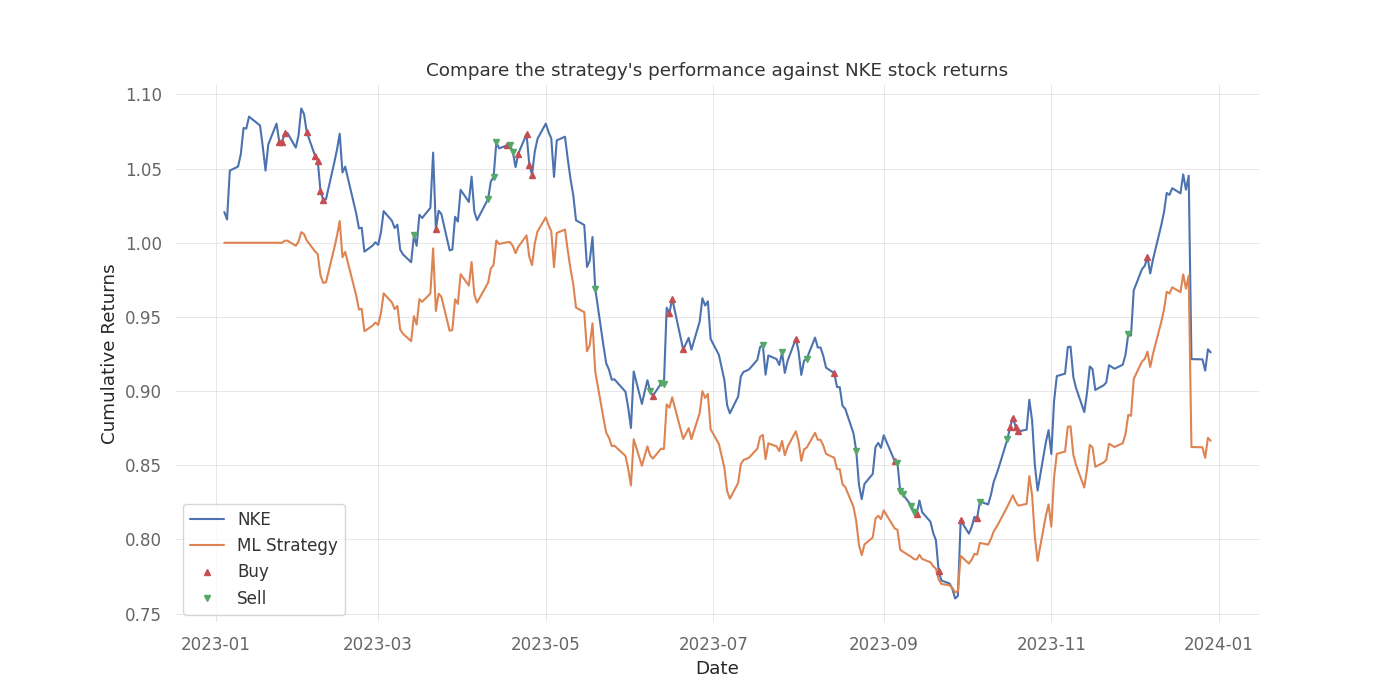 Compare the strategy's performance against NKE stock returns
1.10
1.05
1.00
0.95
0.90
0.85
0.80
0.75
Cumulative Returns
NKE
ML Strategy
Buy
Sell
2023-01 2023-03 2023-05 2023-07 2023-09 2023-11 2024-01
Date